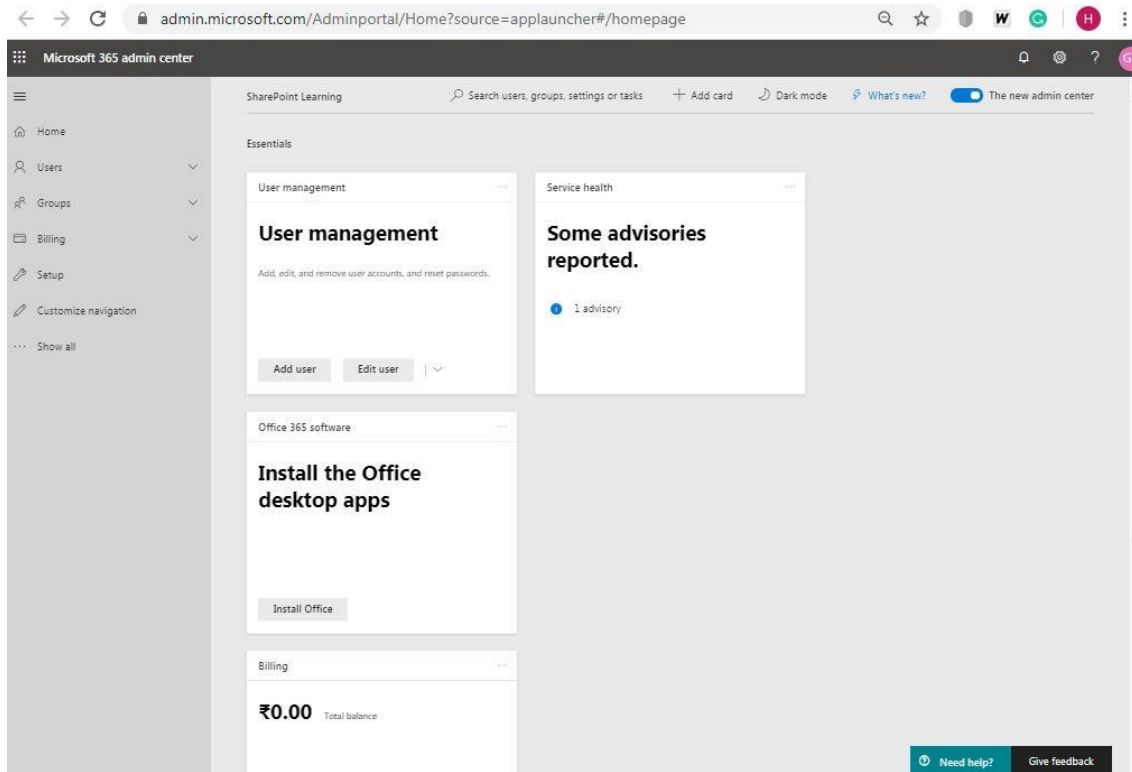 admin.microsoft.com/Adminportal/Home?source=applauncher#/homepage
W
G
H
Microsoft 365 admin center
?
G
SharePoint Learning
Search users, groups, settings or tasks
Add card
Dark mode
What's new?
The new admin center
Home
Users
Groups
Billing
Setup
Customize navigation
Show all
Essentials
User management
User management
Add, edit, and remove user accounts, and reset passwords.
Add user
Edit user
Service health
Some advisories
reported.
1 advisory
Office 365 software
Install the Office
desktop apps
Install Office
Billing
₹0.00 Total balance
Need help?
Give feedback